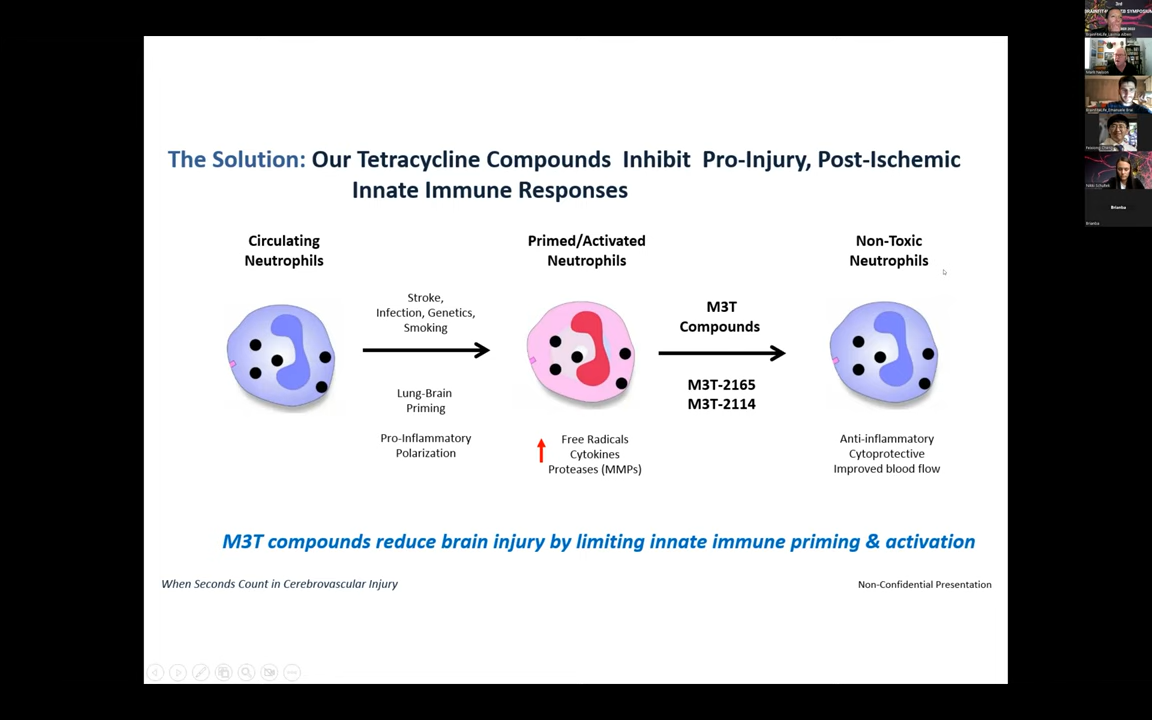 The Solution: Our Tetracycline Compounds Inhibit Pro-Injury, Post-Ischemic
Innate Immune Responses
Circulating
Neutrophils
Stroke,
Infection, Genetics,
Smoking
Lung-Brain
Priming
Pro-Inflammatory
Polarization
Primed/Activated
Neutrophils
Free Radicals
Cytokines
Proteases (MMPs)
M3T
Compounds
M3T-2165
M3T-2114
Non-Toxic
Neutrophils
Anti-inflammatory
Cytoprotective
Improved blood flow
M3T compounds reduce brain injury by limiting innate immune priming & activation
When Seconds Count in Cerebrovascular Injury
Non-Confidential Presentation
3rd
Brianba
Brianba